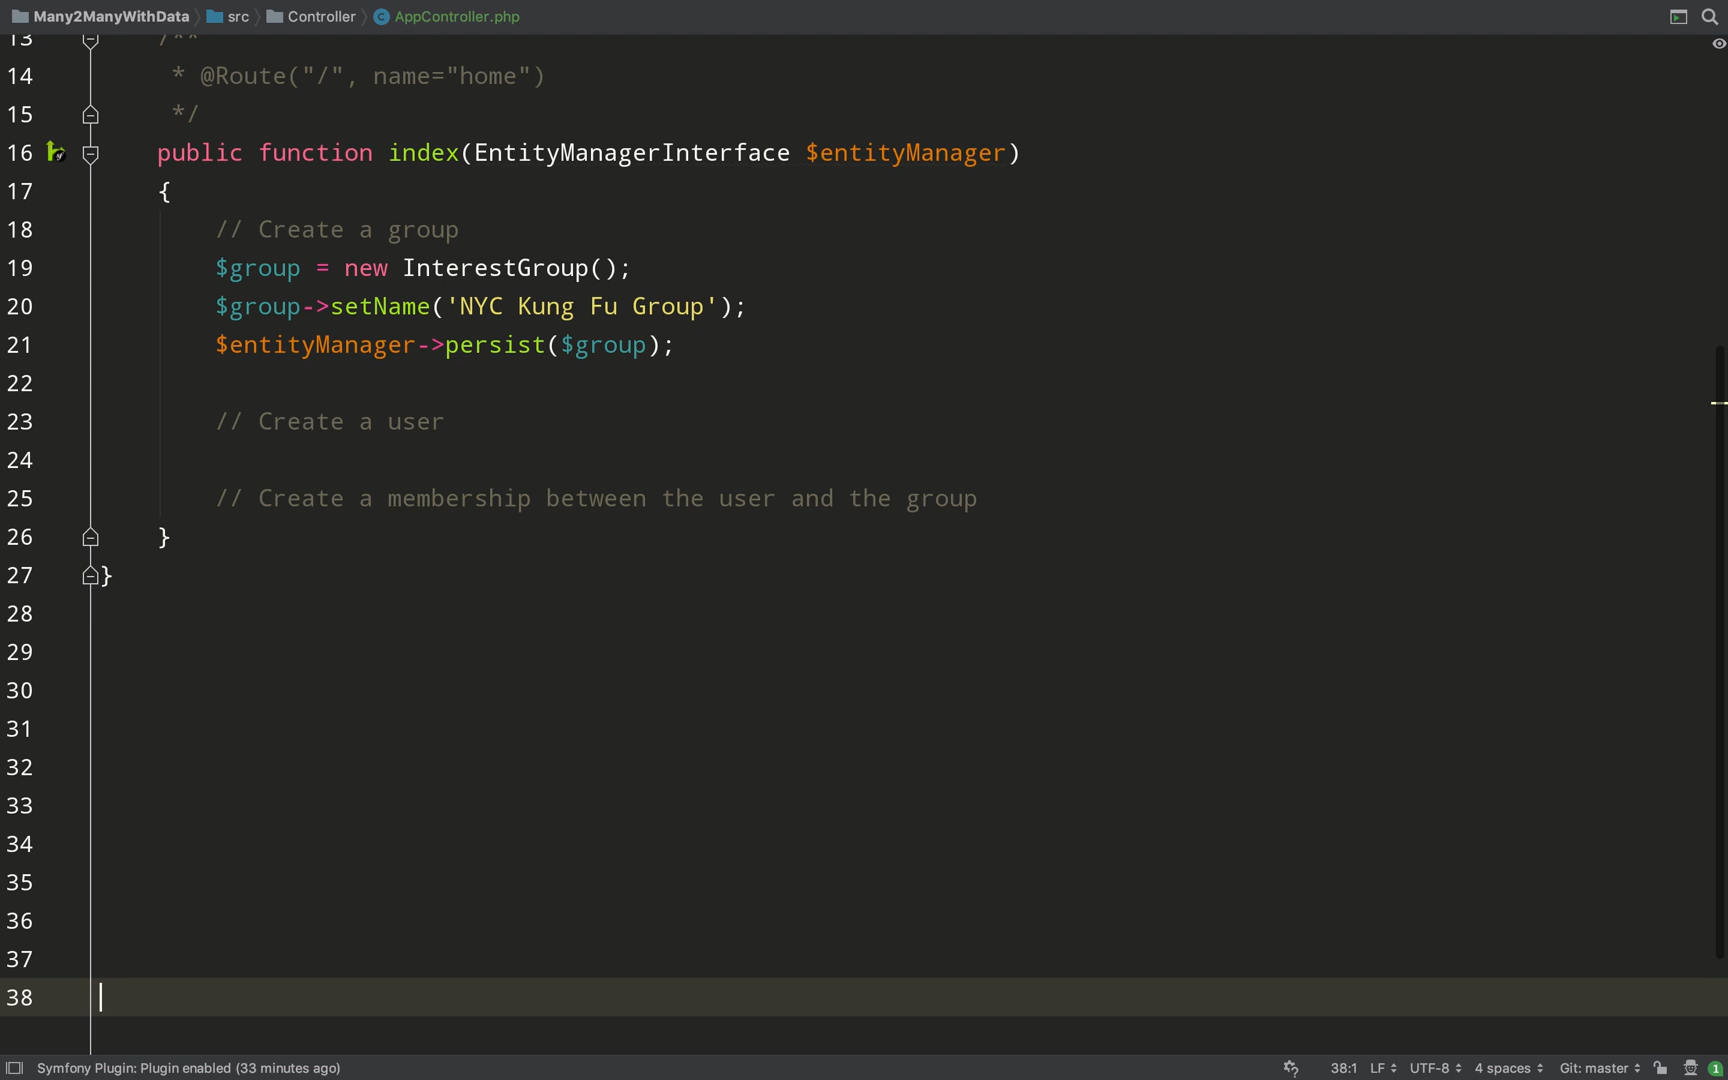 Many2ManyWithData src Controller AppController.php
13 /**
14 * @Route("/", name="home")
15 */
16 public function index(EntityManagerInterface $entityManager)
17 {
18 // Create a group
19 $group = new InterestGroup();
20 $group->setName('NYC Kung Fu Group');
21 $entityManager->persist($group);
22
23 // Create a user
24
25 // Create a membership between the user and the group
26 }
27 }
28
29
30
31
32
33
34
35
36
37
38
Symfony Plugin: Plugin enabled (33 minutes ago) 38:1 LF UTF-8 4 spaces Git: master 1